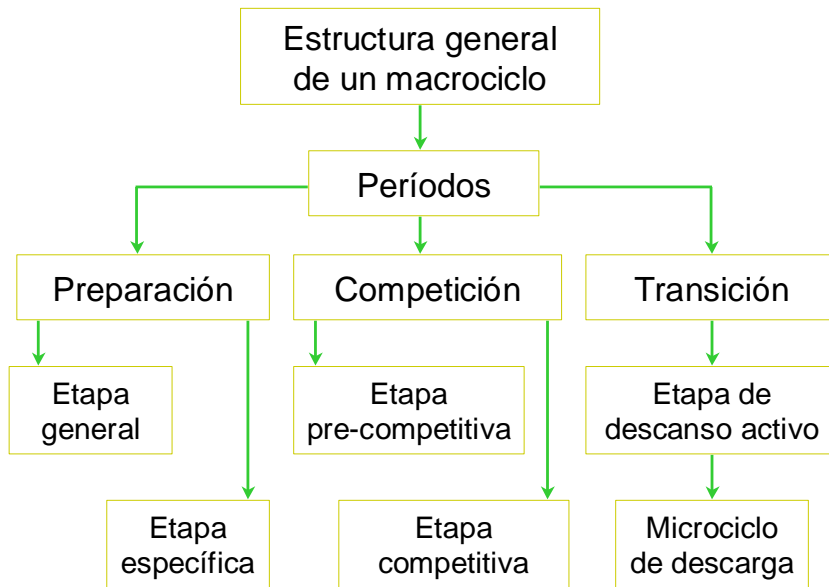 Estructura general
de un macrociclo
Períodos
Preparación
Competición
Transición
Etapa
general
Etapa
pre-competitiva
Etapa de
descanso activo
Etapa
específica
Etapa
competitiva
Microciclo
de descarga